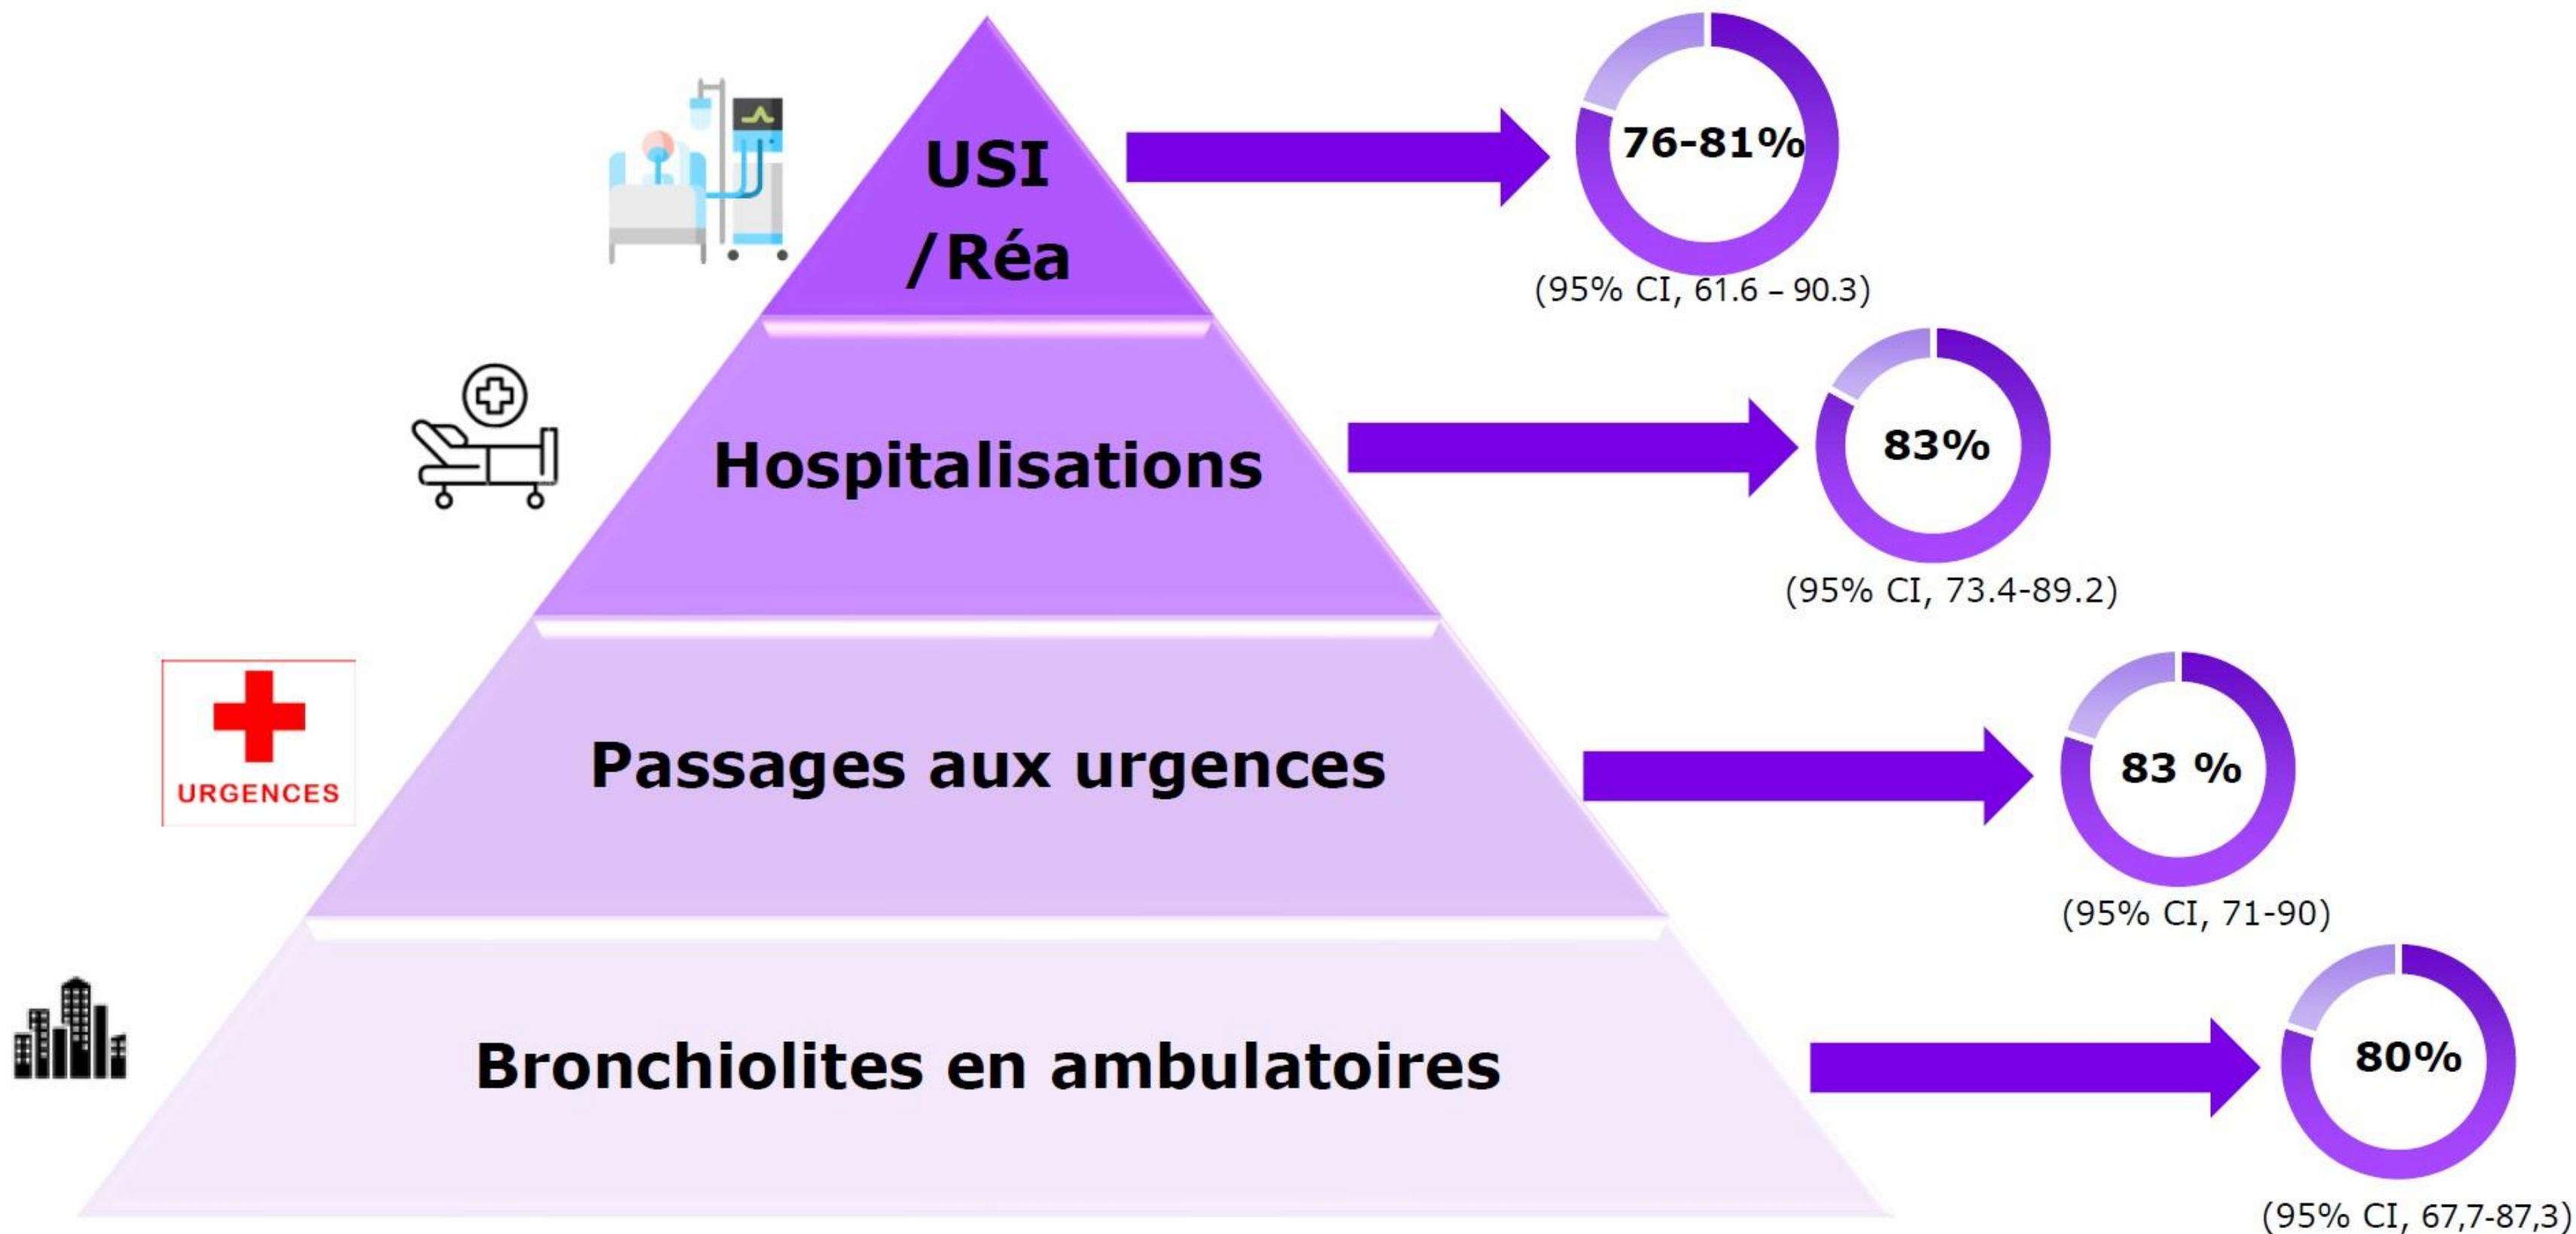 USI
/Réa
76-81%
(95% CI, 61.6 – 90.3)
Hospitalisations
83%
(95% CI, 73.4-89.2)
URGENCES
Passages aux urgences
83 %
(95% CI, 71-90)
Bronchiolites en ambulatoires
80%
(95% CI, 67,7-87,3)